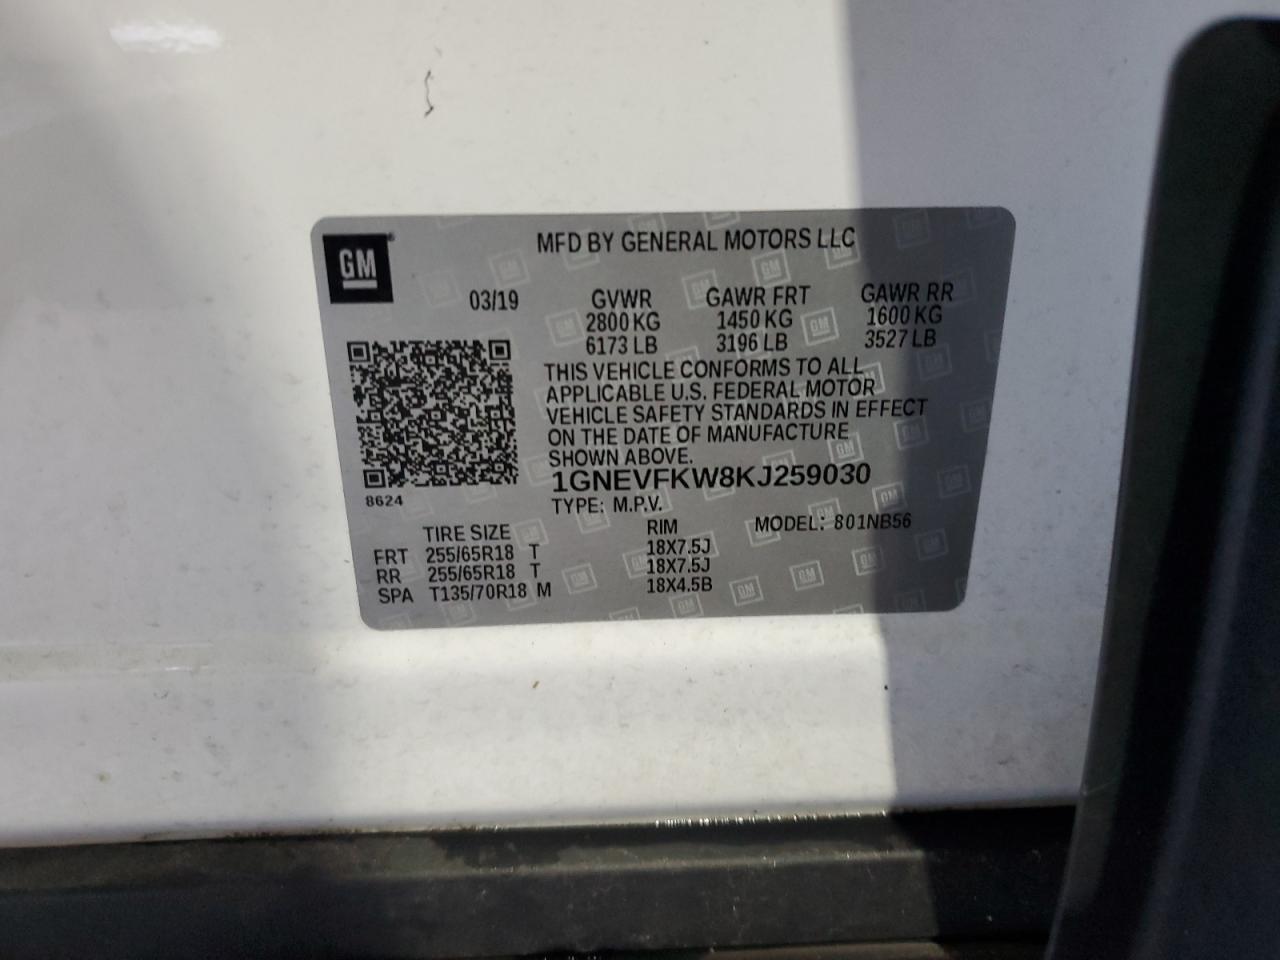 GM
MFD BY GENERAL MOTORS LLC
03/19 GVWR GAWR FRT GAWR RR
2800 KG 1450 KG 1600 KG
6173 LB 3196 LB 3527 LB
THIS VEHICLE CONFORMS TO ALL
APPLICABLE U.S. FEDERAL MOTOR
VEHICLE SAFETY STANDARDS IN EFFECT
ON THE DATE OF MANUFACTURE
SHOWN ABOVE.
1GNEVFKW8KJ259030
8624
TYPE: M.P.V.
MODEL: 801NB56
TIRE SIZE RIM
FRT 255/65R18 T 18X7.5J
RR 255/65R18 T 18X7.5J
SPA T135/70R18 M 18X4.5B